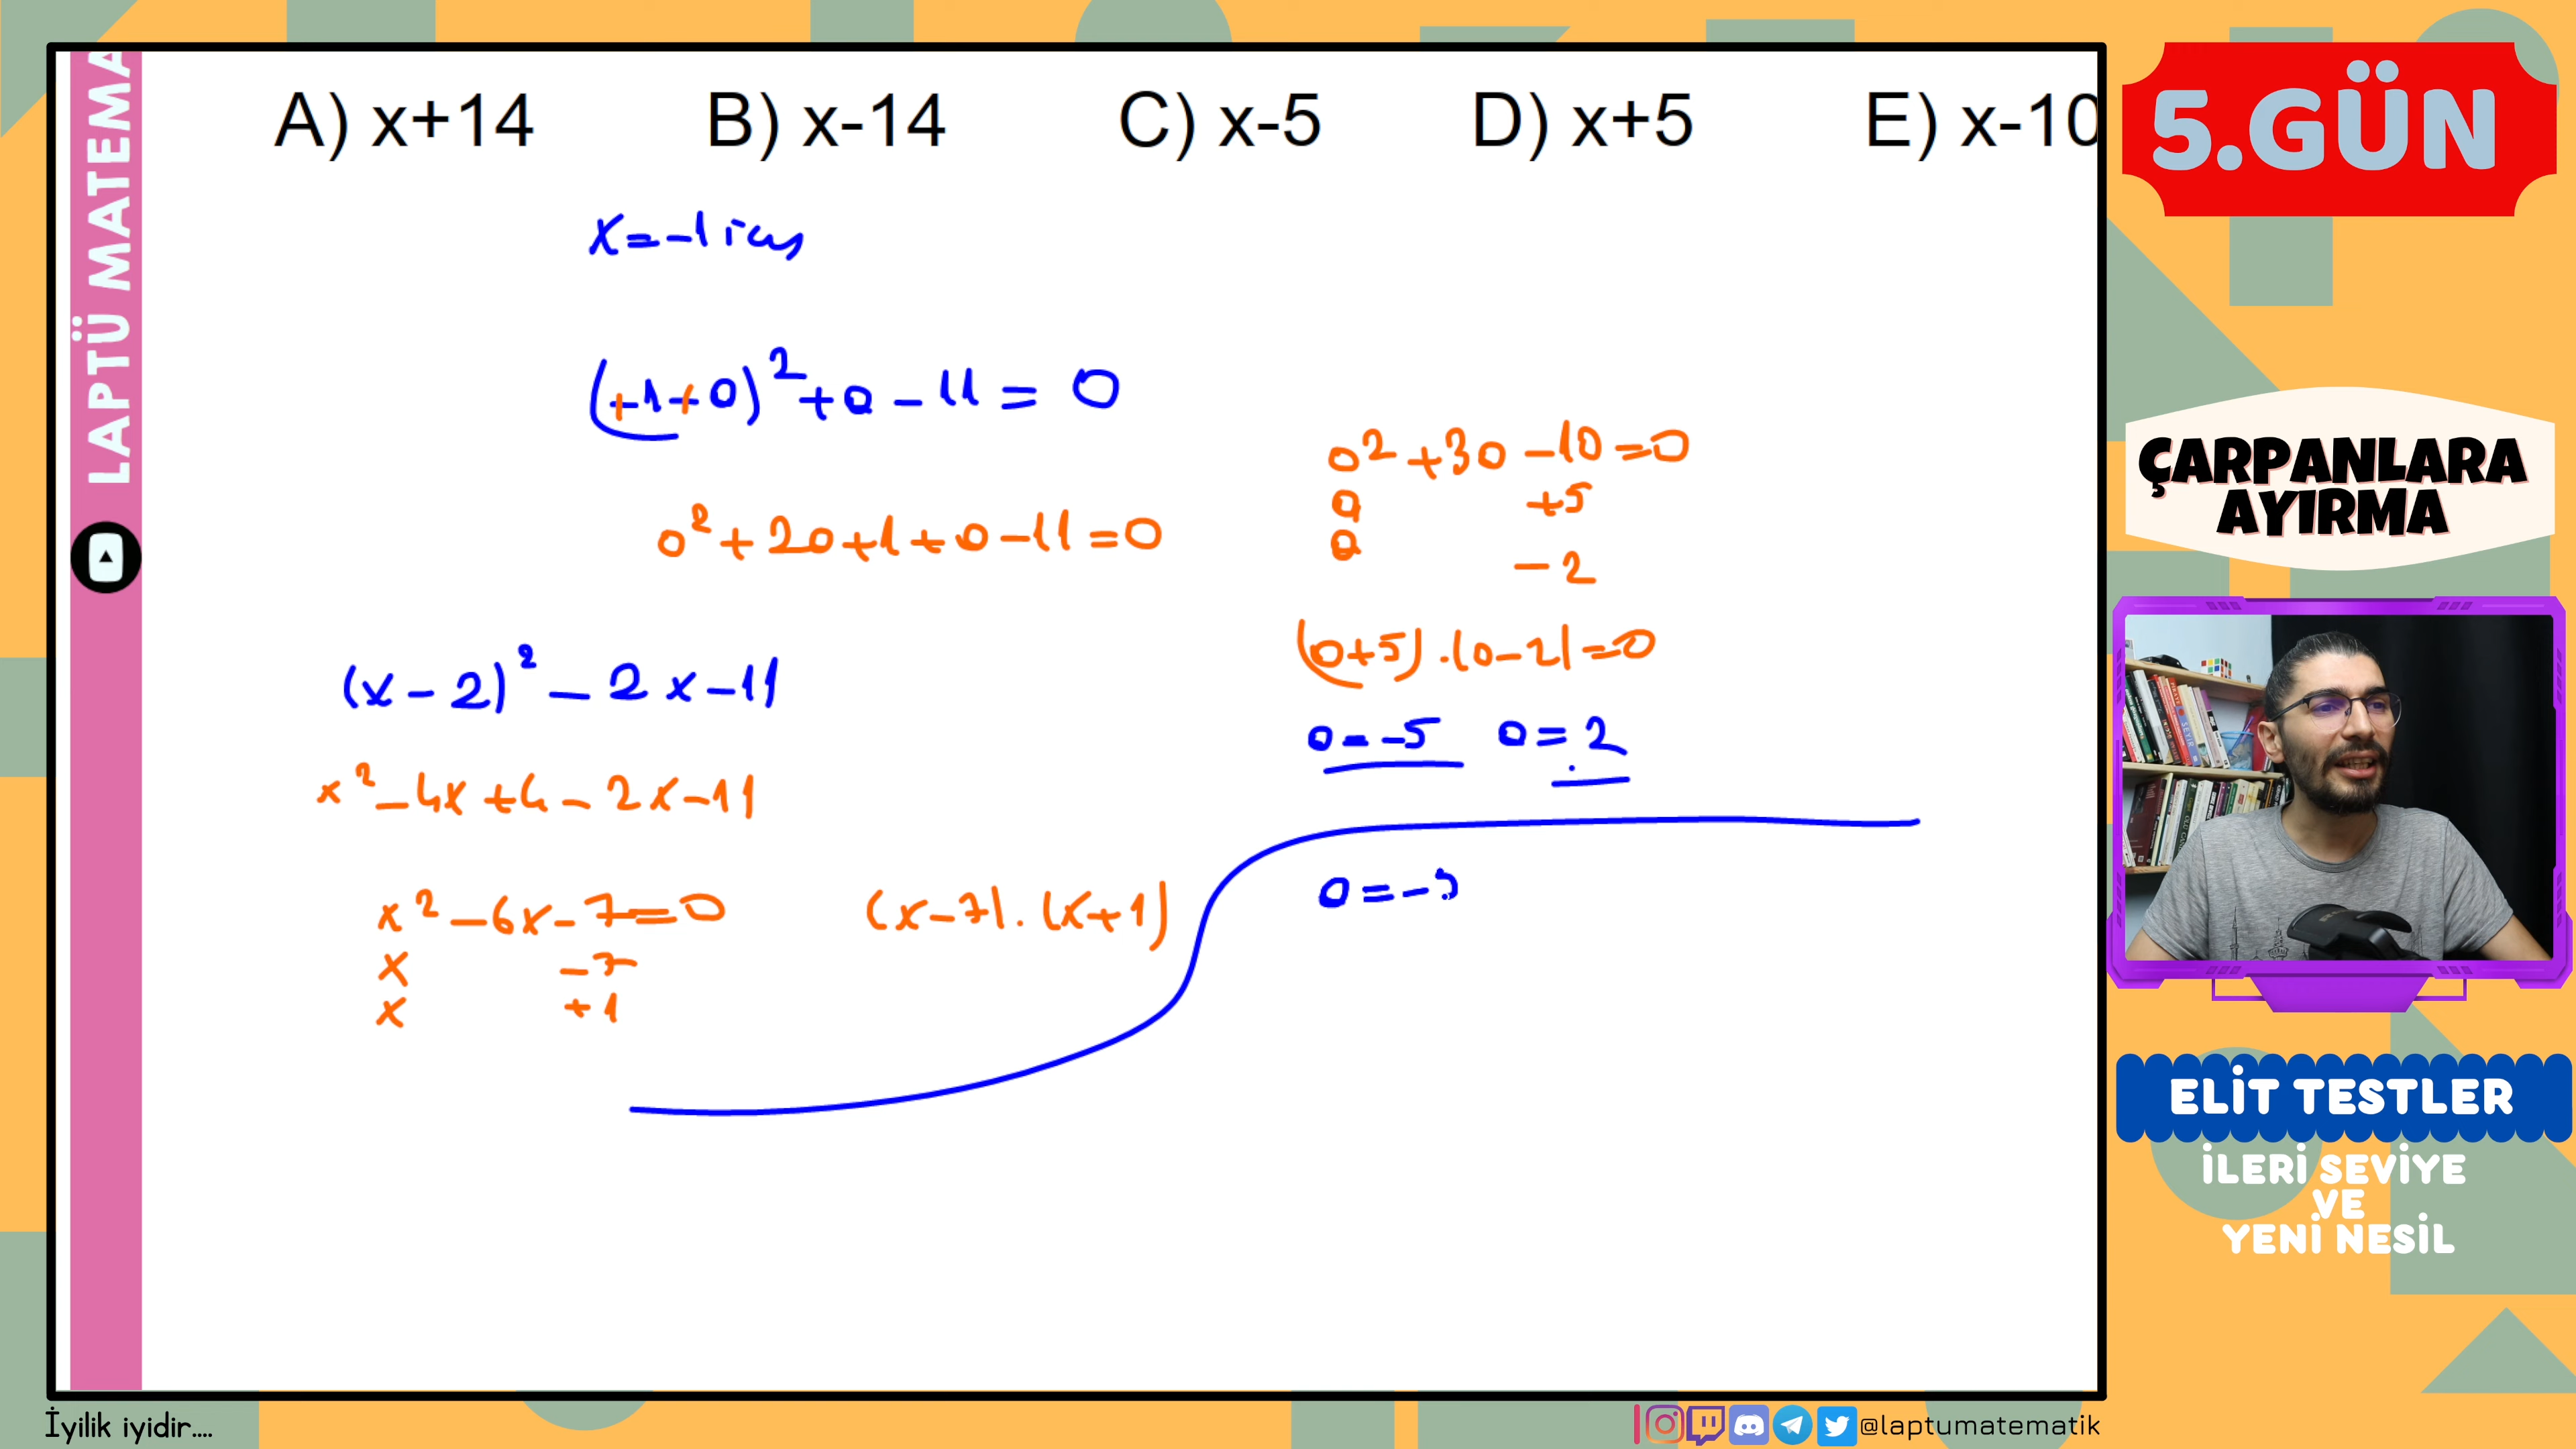 LAPTÜ MATEMA
A) x+14 B) x-14 C) x-5 D) x+5 E) x-10
x=-1 için
(+1+a)²+a-11=0
a²+2a+1+a-11=0
a²+3a-10=0
a +5
a -2
(a+5).(a-2)=0
a=-5 a=2
(x-2)²-2x-11
x²-4x+4-2x-11
x²-6x-7=0 (x-7).(x+1)
x -7
x +1
5.GÜN
ÇARPANLARA
AYIRMA
ELİT TESTLER
İLERİ SEVİYE
VE
YENİ NESİL
İyilik iyidir....
@laptumatematik